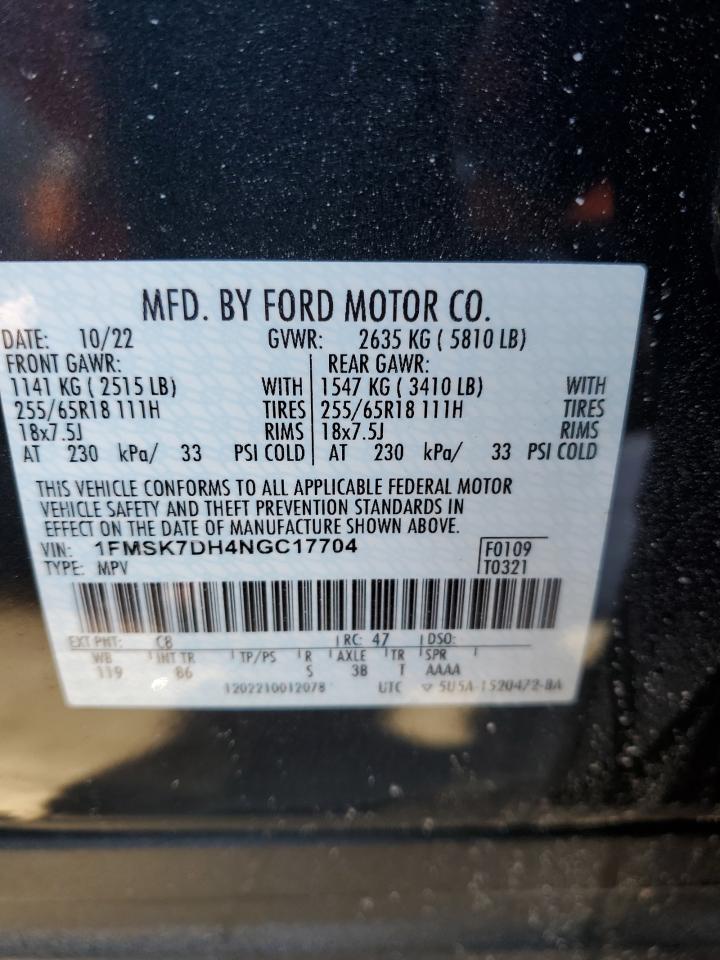 MFD. BY FORD MOTOR CO.
DATE: 10/22 GVWR: 2635 KG ( 5810 LB)
FRONT GAWR: REAR GAWR:
1141 KG ( 2515 LB) WITH 1547 KG ( 3410 LB) WITH
255/65R18 111H TIRES 255/65R18 111H TIRES
18x7.5J RIMS 18x7.5J RIMS
AT 230 kPa/ 33 PSI COLD AT 230 kPa/ 33 PSI COLD
THIS VEHICLE CONFORMS TO ALL APPLICABLE FEDERAL MOTOR
VEHICLE SAFETY AND THEFT PREVENTION STANDARDS IN
EFFECT ON THE DATE OF MANUFACTURE SHOWN ABOVE.
VIN: 1FMSK7DH4NGC17704 F0109
TYPE: MPV T0321
EXT PNT: C8 RC: 47 DSO:
WB INT TR TP/PS R AXLE TR SPR
119 86 S 38 T AAAA
1202210012078 UTC ▽ 5U5A-1520472-BA